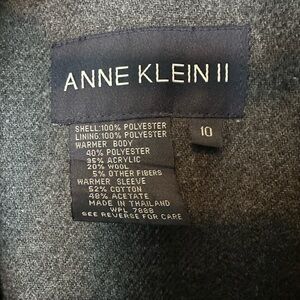 ANNE KLEIN II
10
SHELL:100% POLYESTER
LINING:100% POLYESTER
WARMER BODY
40% POLYESTER
35% ACRYLIC
20% WOOL
5% OTHER FIBERS
WARMER SLEEVE
52% COTTON
48% ACETATE
MADE IN THAILAND
WPL 7888
SEE REVERSE FOR CARE